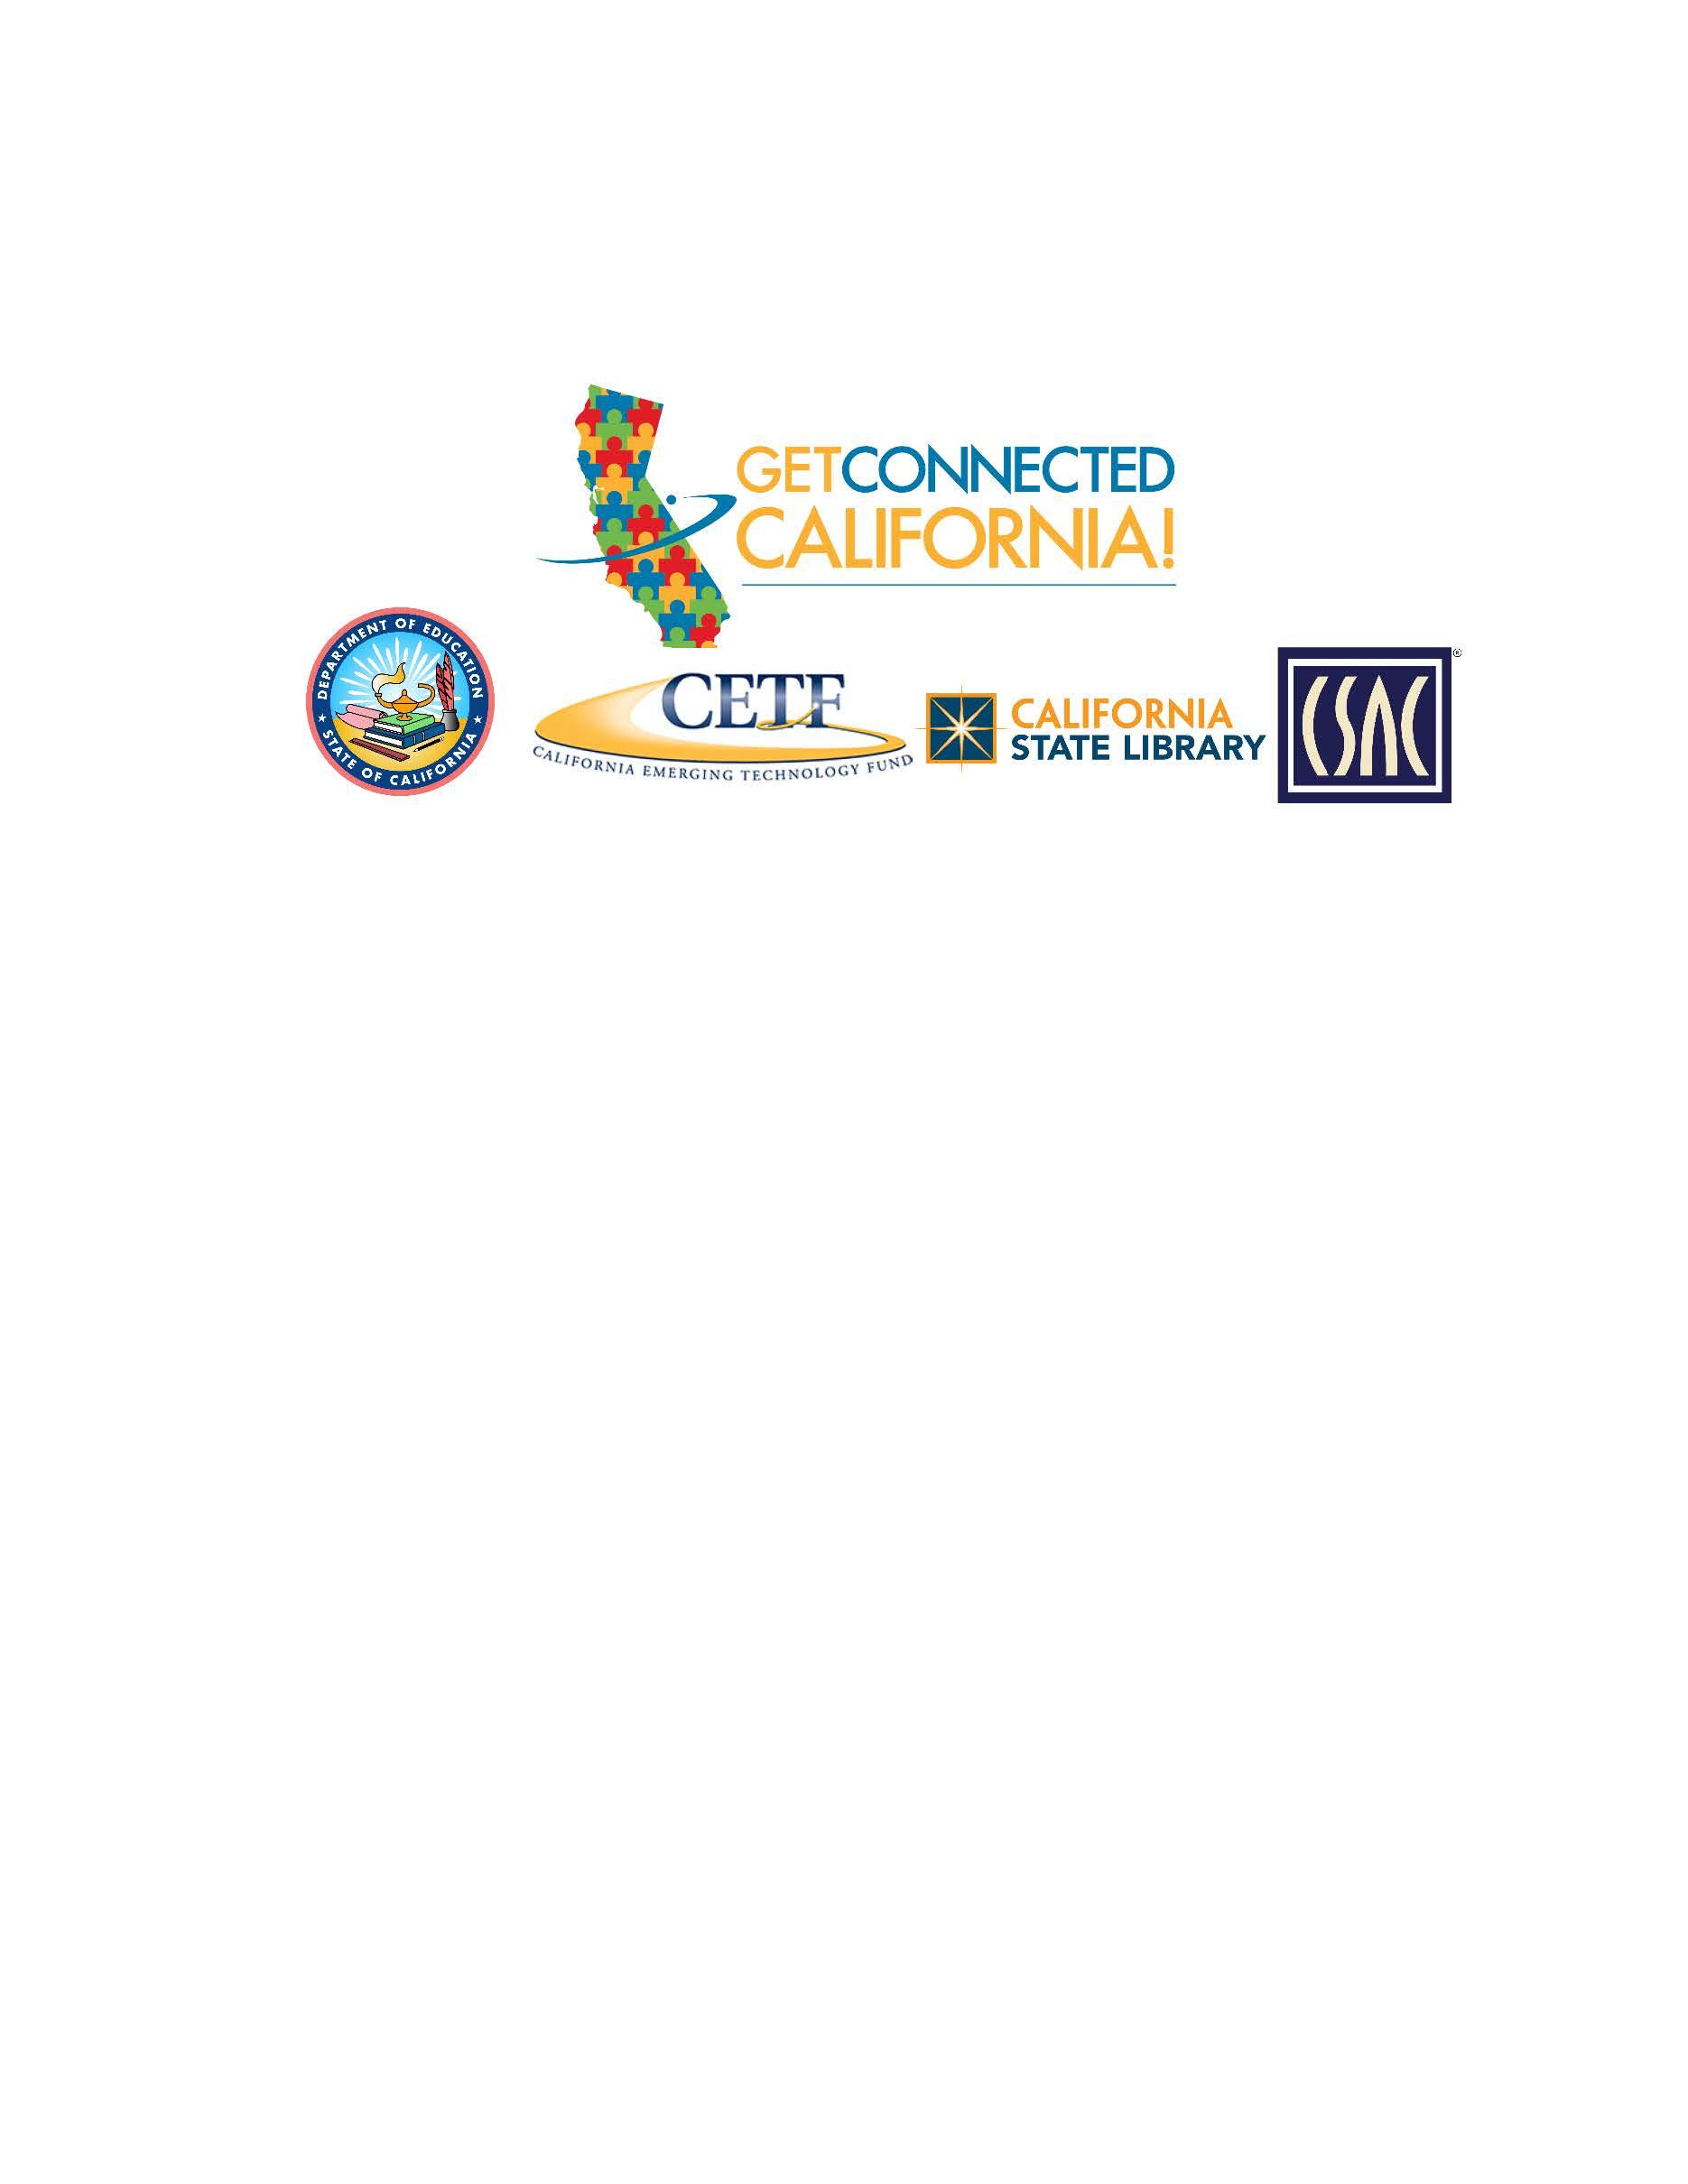 GETCONNECTED
CALIFORNIA!
DEPARTMENT OF EDUCATION
STATE OF CALIFORNIA
CETF
CALIFORNIA EMERGING TECHNOLOGY FUND
CALIFORNIA
STATE LIBRARY
CSAC
®